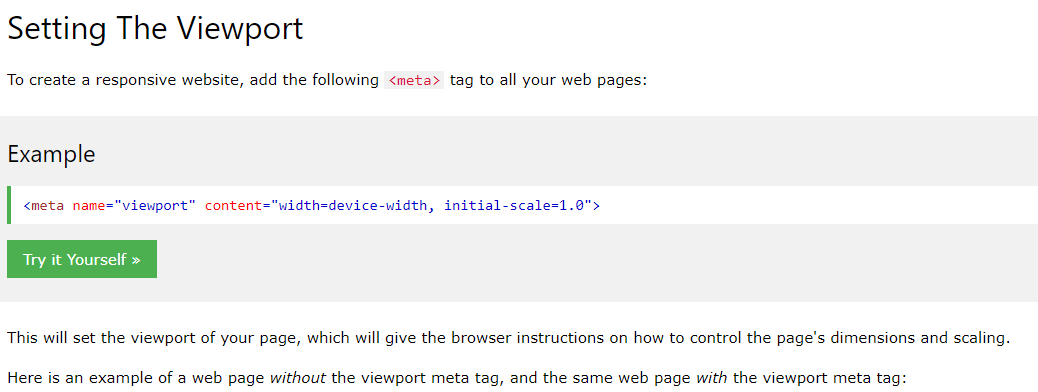 Setting The Viewport
To create a responsive website, add the following <meta> tag to all your web pages:
Example
<meta name="viewport" content="width=device-width, initial-scale=1.0">
Try it Yourself »
This will set the viewport of your page, which will give the browser instructions on how to control the page's dimensions and scaling.
Here is an example of a web page without the viewport meta tag, and the same web page with the viewport meta tag: